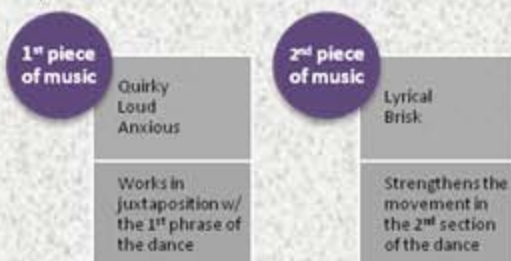 1st piece
of music
Quirky
Loud
Anxious
Works in
juxtaposition w/
the 1st phrase of
the dance
2nd piece
of music
Lyrical
Brisk
Strengthens the
movement in
the 2nd section
of the dance